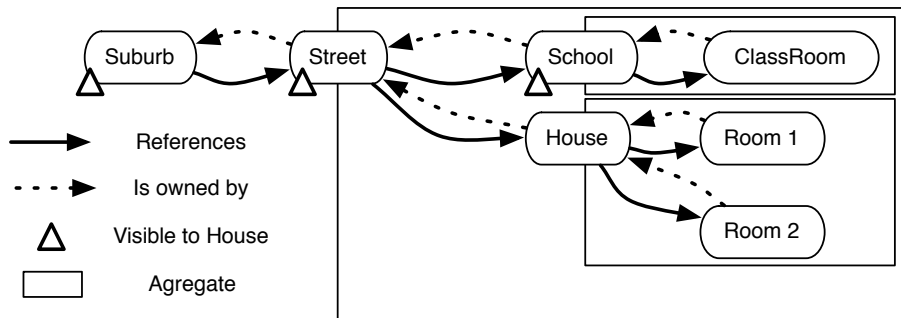 Suburb
Street
School
ClassRoom
House
Room 1
Room 2
References
Is owned by
Visible to House
Agregate